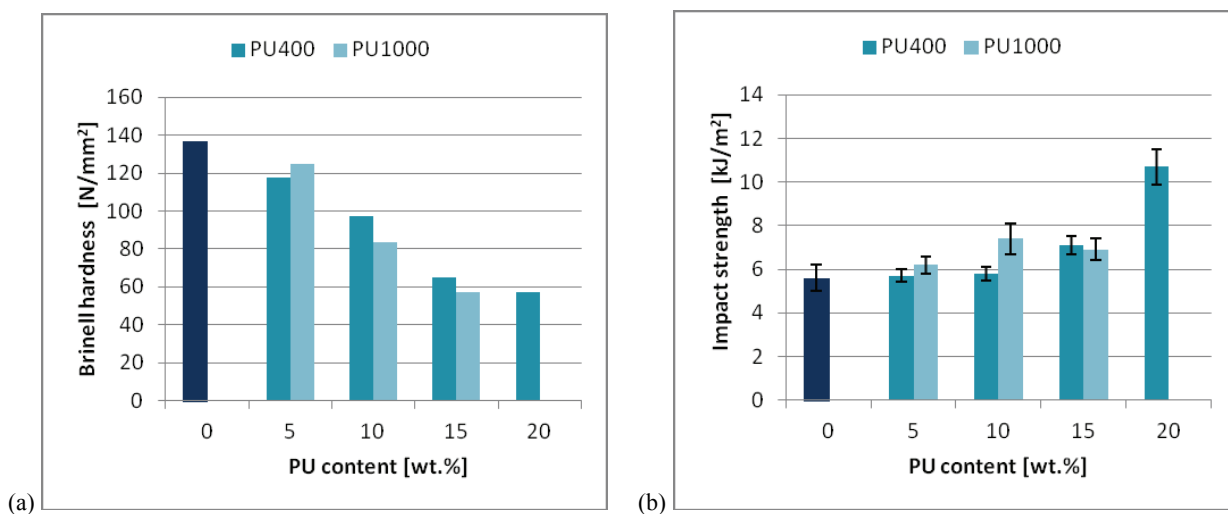 PU400 PU1000
160
140
120
100
80
60
40
20
0
Brinell hardness [N/mm²]
0 5 10 15 20
PU content [wt.%]
(a)
PU400 PU1000
14
12
10
8
6
4
2
0
Impact strength [kJ/m²]
0 5 10 15 20
PU content [wt.%]
(b)